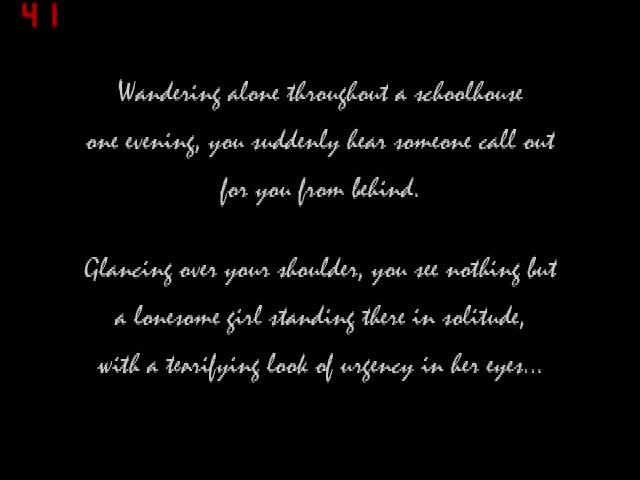 41
Wandering alone throughout a schoolhouse
one evening, you suddenly hear someone call out
for you from behind.
Glancing over your shoulder, you see nothing but
a lonesome girl standing there in solitude,
with a tearifying look of urgency in her eyes...